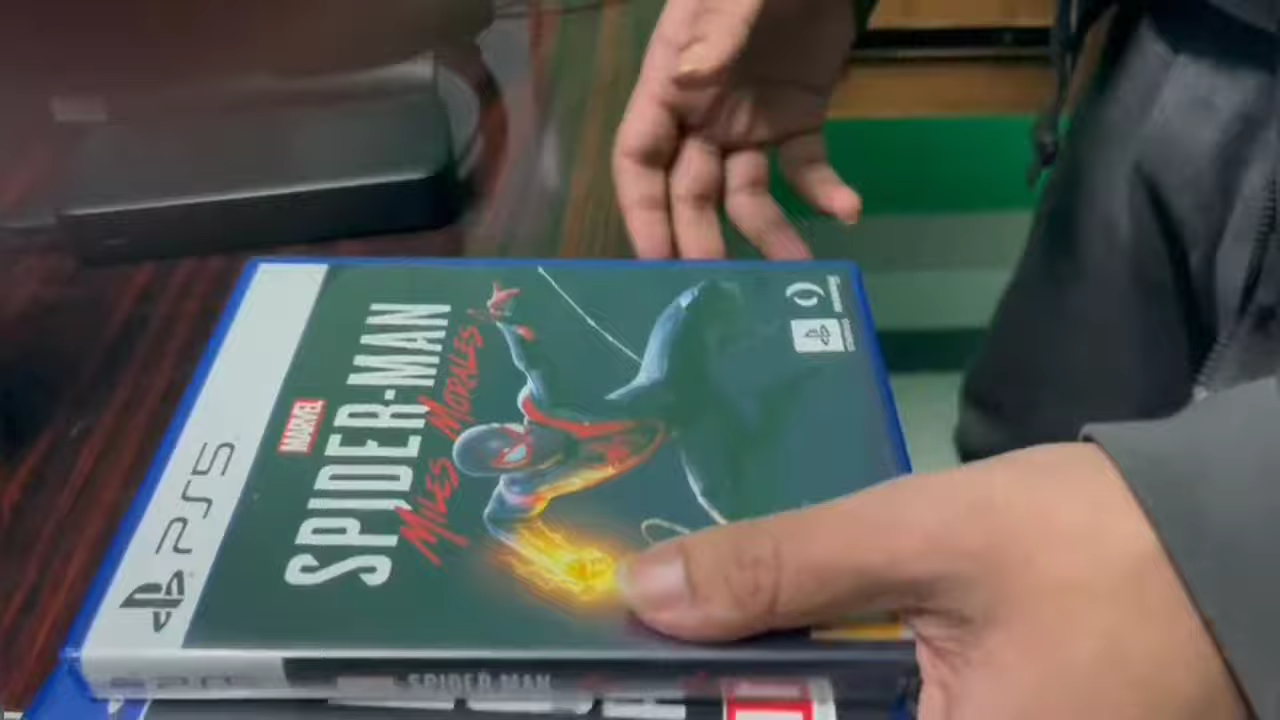 PS5
MARVEL
SPIDER-MAN
MILES MORALES
SPIDER-MAN